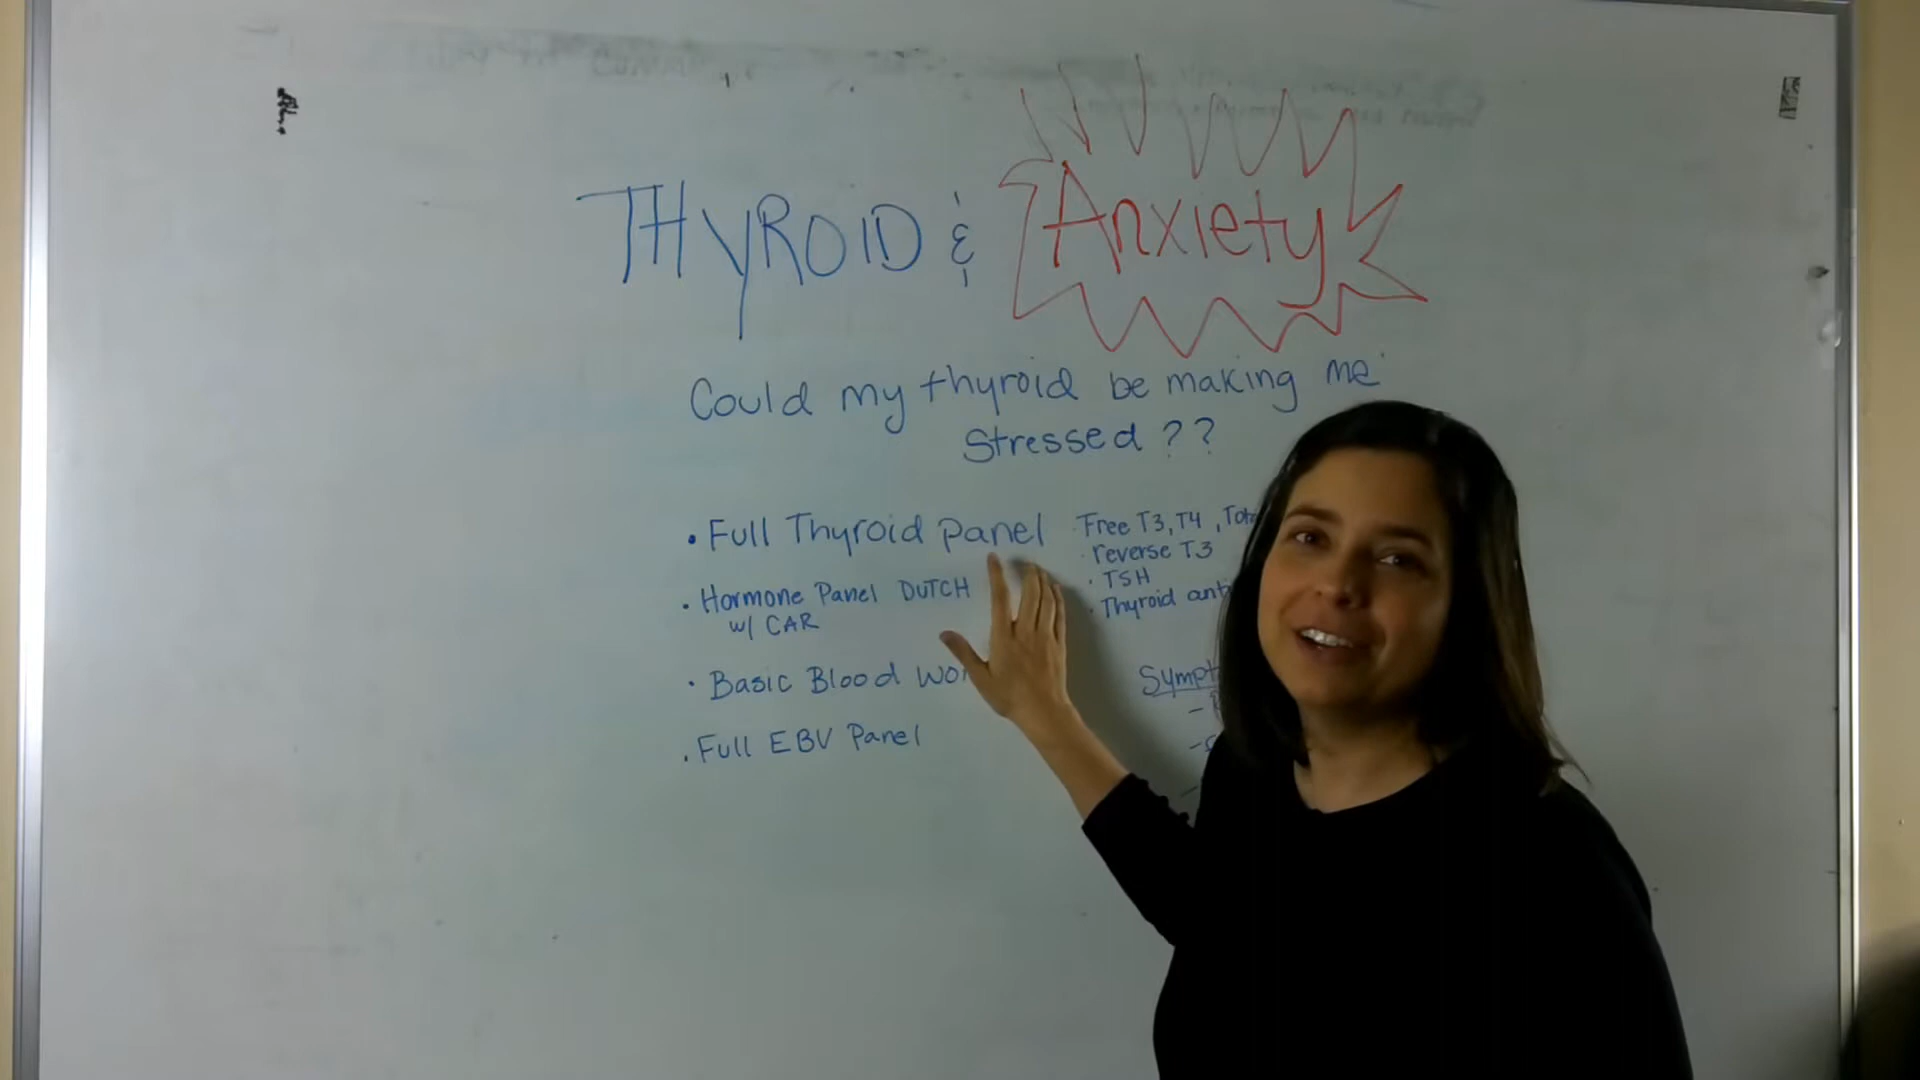 THYROID & Anxiety
Could my thyroid be making me
stressed ??
• Full Thyroid panel
· Free T3, T4, 
· reverse T3
· TSH
· Thyroid
• Hormone Panel DUTCH
w/ CAR
• Basic Blood
• Full EBV Panel